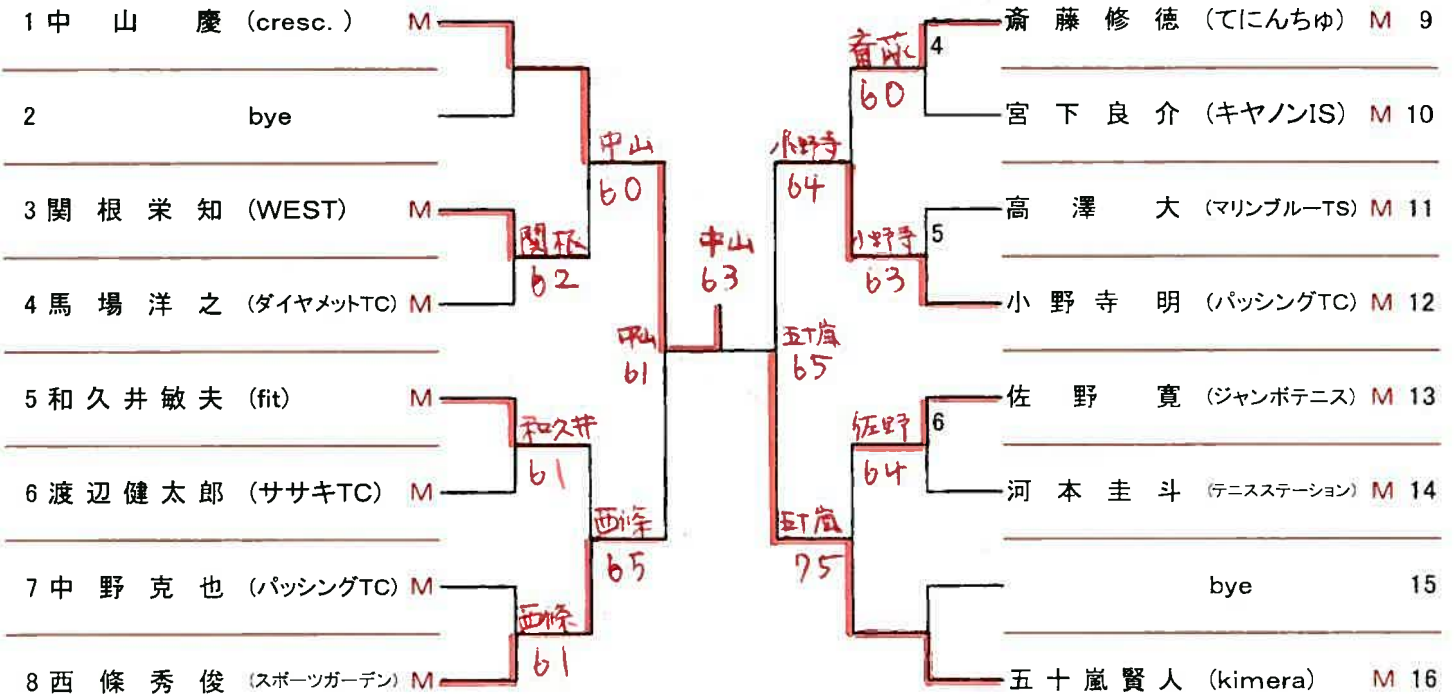 1 中山 慶 (cresc.) M
2 bye
3 関根栄知 (WEST) M
4 馬場洋之 (ダイヤメットTC) M
5 和久井敏夫 (fit) M
6 渡辺健太郎 (ササキTC) M
7 中野克也 (パッシングTC) M
8 西條秀俊 (スポーツガーデン) M
関根
62
和久井
61
西條
61
中山
60
西條
65
中山
61
中山
63
五十嵐
65
小野寺
64
五十嵐
75
斎藤
60
4
小野寺
63
5
佐野
64
6
斎藤修徳 (てにんちゅ) M 9
宮下良介 (キヤノンIS) M 10
高澤 大 (マリンブルーTS) M 11
小野寺 明 (パッシングTC) M 12
佐野 寛 (ジャンボテニス) M 13
河本圭斗 (テニスステーション) M 14
bye 15
五十嵐賢人 (kimera) M 16